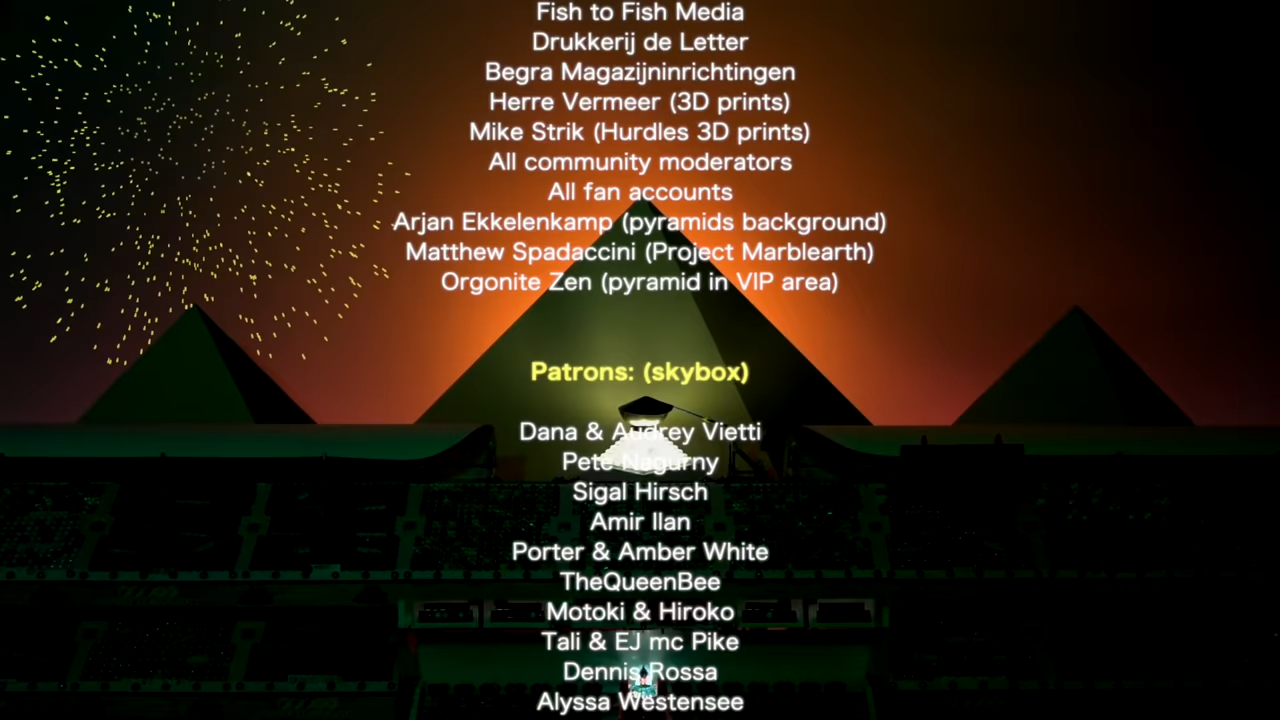 Fish to Fish Media
Drukkerij de Letter
Begra Magazijninrichtingen
Herre Vermeer (3D prints)
Mike Strik (Hurdles 3D prints)
All community moderators
All fan accounts
Arjan Ekkelenkamp (pyramids background)
Matthew Spadaccini (Project Marblearth)
Orgonite Zen (pyramid in VIP area)
Patrons: (skybox)
Dana & Audrey Vietti
Pete Nagurny
Sigal Hirsch
Amir Ilan
Porter & Amber White
TheQueenBee
Motoki & Hiroko
Tali & EJ mc Pike
Dennis Rossa
Alyssa Westensee